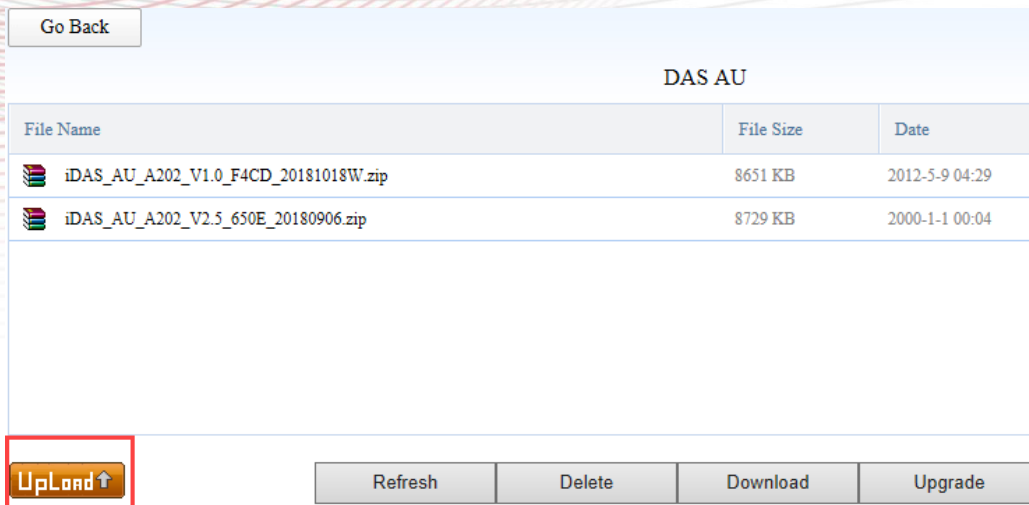 Go Back
DAS AU
File Name File Size Date
iDAS_AU_A202_V1.0_F4CD_20181018W.zip 8651 KB 2012-5-9 04:29
iDAS_AU_A202_V2.5_650E_20180906.zip 8729 KB 2000-1-1 00:04
UpLoad Refresh Delete Download Upgrade